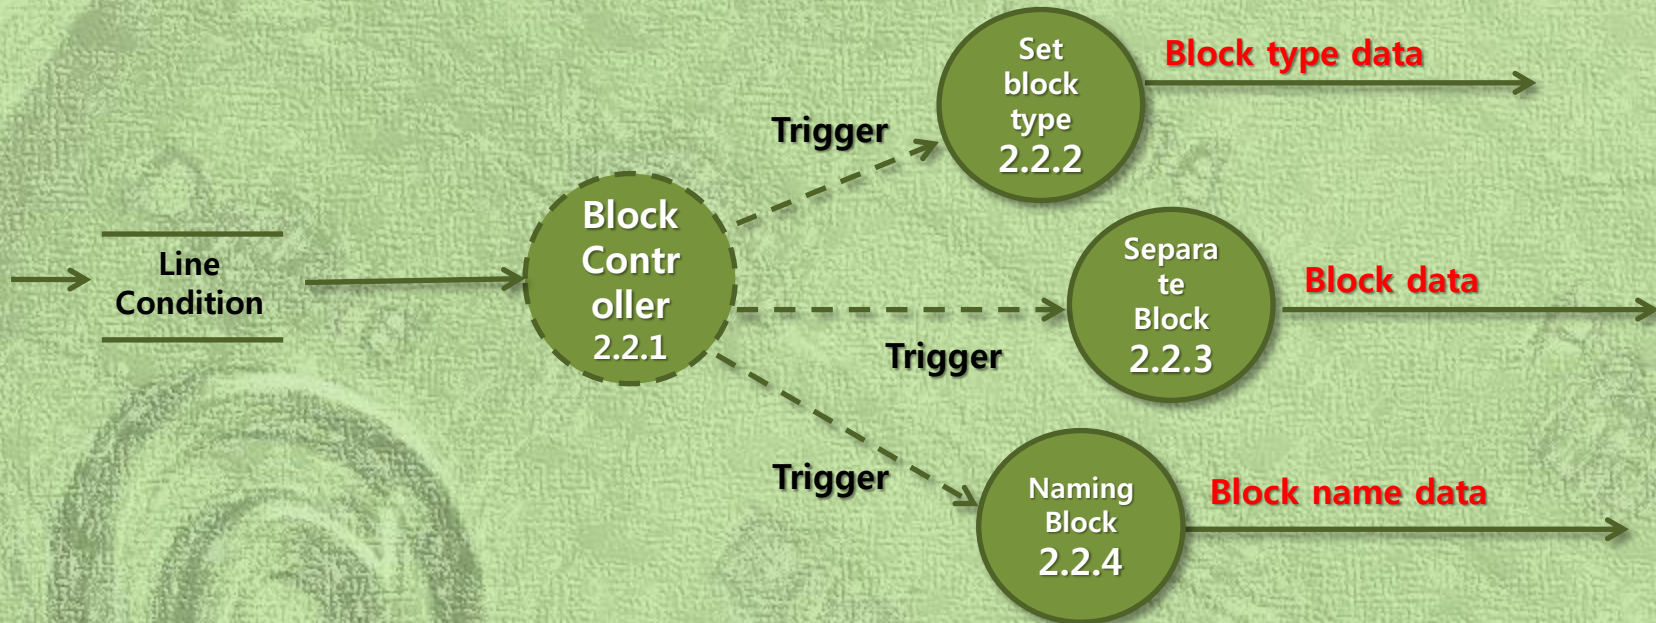 Line
Condition
Block
Contr
oller
2.2.1
Trigger
Set
block
type
2.2.2
Block type data
Trigger
Separa
te
Block
2.2.3
Block data
Trigger
Naming
Block
2.2.4
Block name data